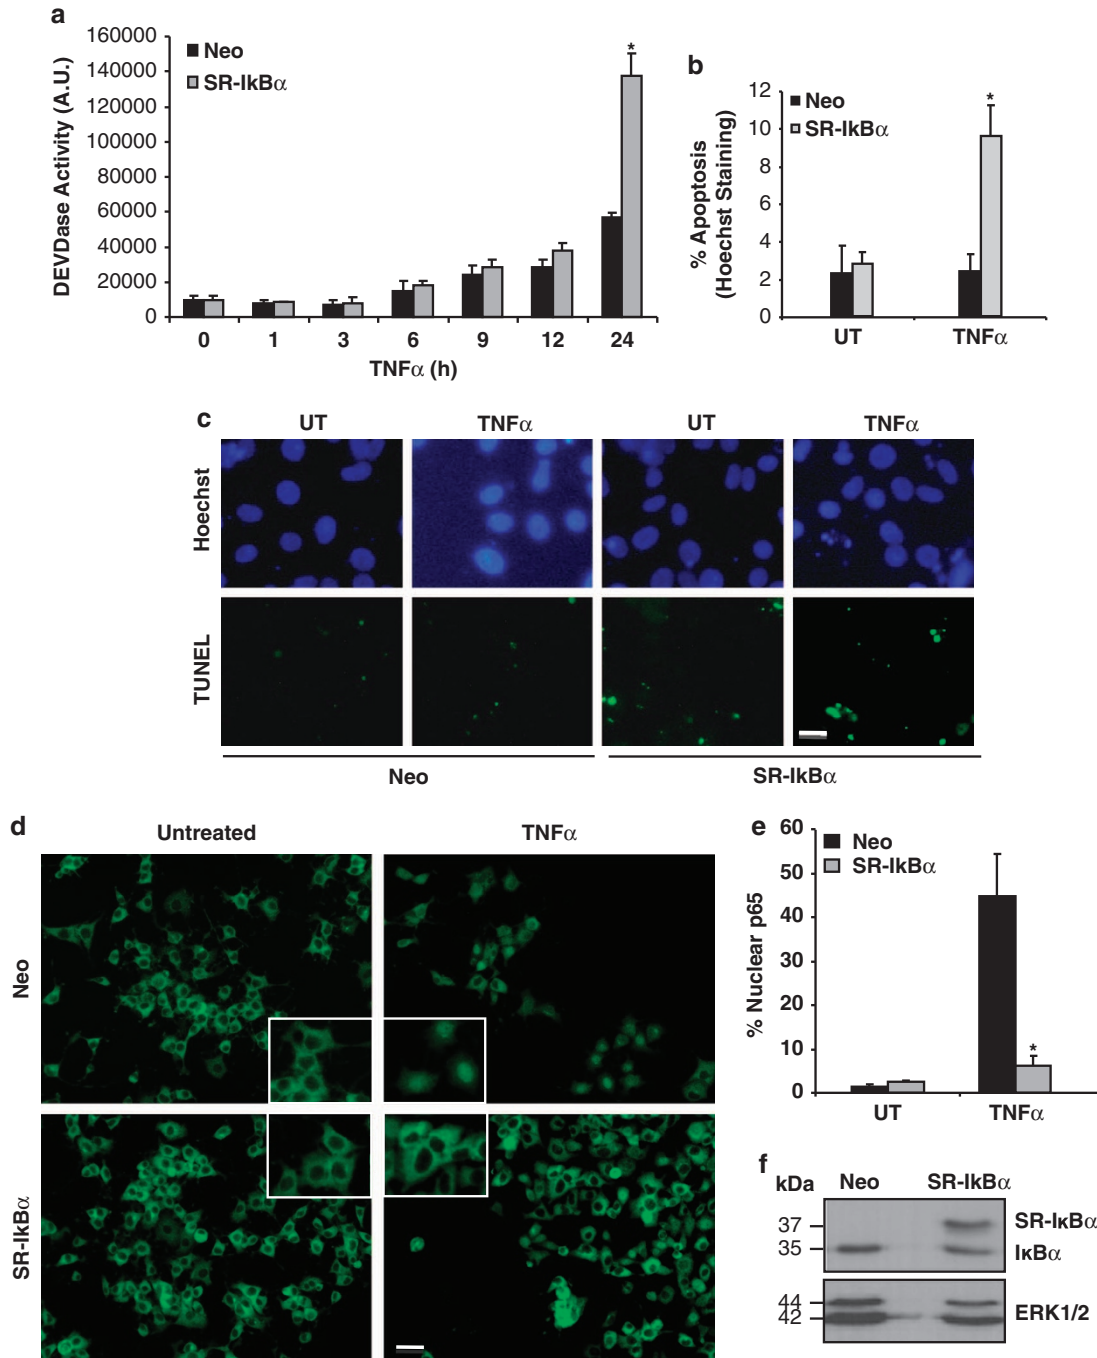 a
160000
140000
120000
100000
80000
60000
40000
20000
0
DEVDase Activity (A.U.)
Neo
SR-IkBα
*
0 1 3 6 9 12 24
TNFα (h)
b
12
10
8
6
4
2
0
% Apoptosis
(Hoechst Staining)
Neo
SR-IkBα
*
UT TNFα
c
UT TNFα UT TNFα
Hoechst
TUNEL
Neo SR-IkBα
d
Untreated TNFα
Neo
SR-IkBα
e
60
50
40
30
20
10
0
% Nuclear p65
Neo
SR-IkBα
*
UT TNFα
f
kDa Neo SR-IkBα
37 SR-IκBα
35 IκBα
44
42
ERK1/2